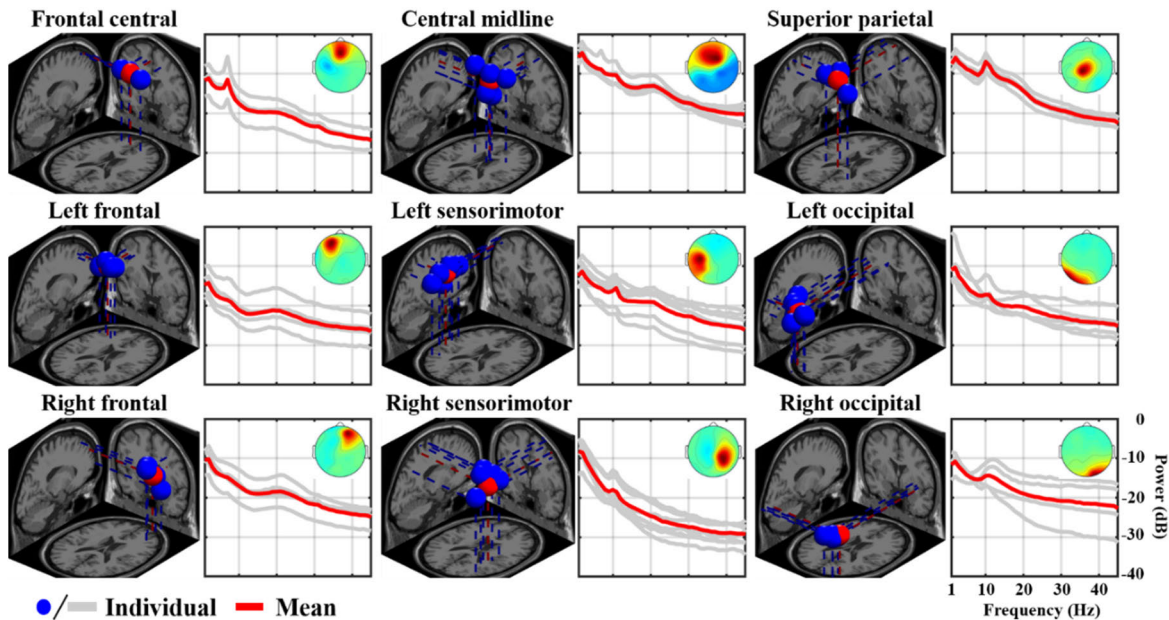 Frontal central
Central midline
Superior parietal
Left frontal
Left sensorimotor
Left occipital
Right frontal
Right sensorimotor
Right occipital
0
-10
-20
-30
-40
Power (dB)
1 10 20 30 40
Frequency (Hz)
/ Individual Mean